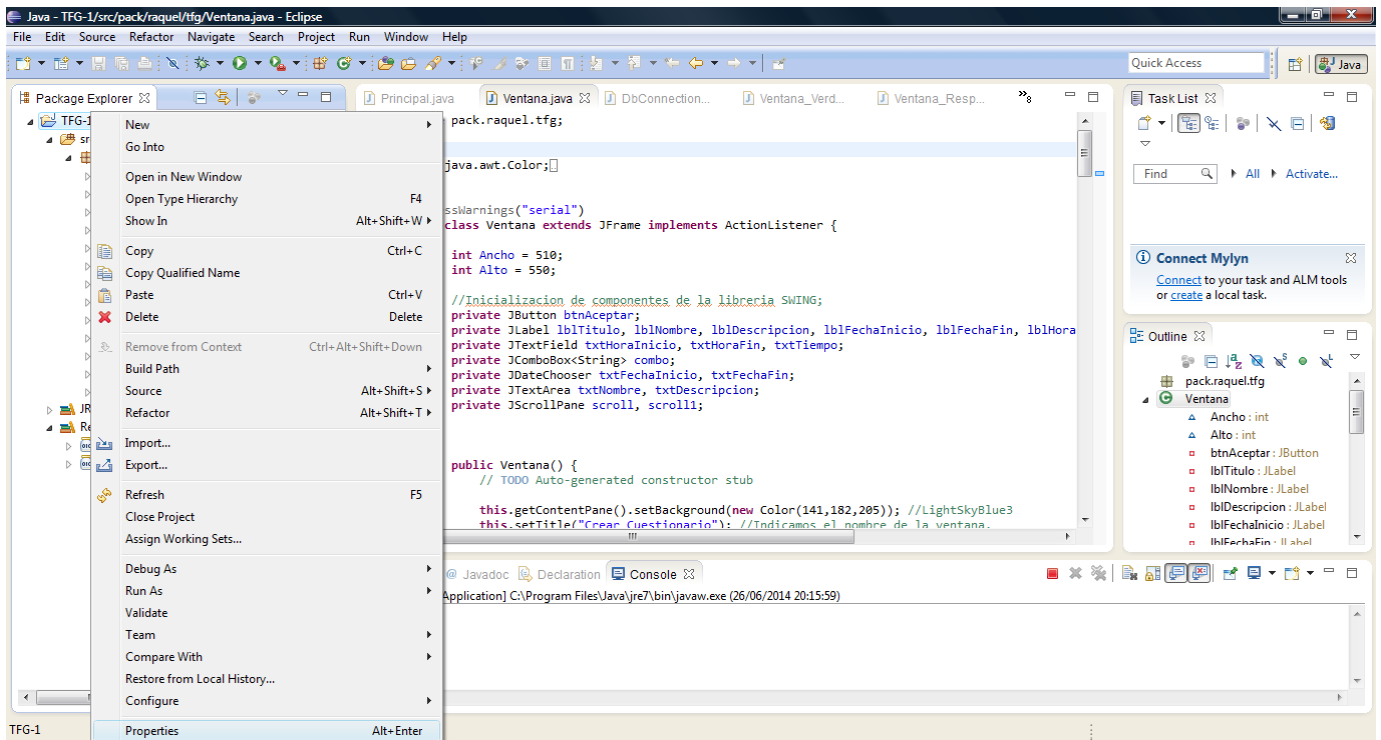 Java - TFG-1/src/pack/raquel/tfg/Ventana.java - Eclipse
File Edit Source Refactor Navigate Search Project Run Window Help
Quick Access
Java
Package Explorer
Principal.java
Ventana.java
DbConnection...
Ventana_Verd...
Ventana_Resp...
8
Task List
TFG-1
New
Go Into
Open in New Window
Open Type Hierarchy F4
Show In Alt+Shift+W
Copy Ctrl+C
Copy Qualified Name
Paste Ctrl+V
Delete Delete
Remove from Context Ctrl+Alt+Shift+Down
Build Path
Source Alt+Shift+S
Refactor Alt+Shift+T
Import...
Export...
Refresh F5
Close Project
Assign Working Sets...
Debug As
Run As
Validate
Team
Compare With
Restore from Local History...
Configure
Properties Alt+Enter
sr
JR
Re
pack.raquel.tfg;
java.awt.Color;
ssWarnings("serial")
class Ventana extends JFrame implements ActionListener {
int Ancho = 510;
int Alto = 550;
//Inicializacion de componentes de la libreria SWING;
private JButton btnAceptar;
private JLabel lblTitulo, lblNombre, lblDescripcion, lblFechaInicio, lblFechaFin, lblHora
private JTextField txtHoraInicio, txtHoraFin, txtTiempo;
private JComboBox<String> combo;
private JDateChooser txtFechaInicio, txtFechaFin;
private JTextArea txtNombre, txtDescripcion;
private JScrollPane scroll, scroll1;
public Ventana() {
// TODO Auto-generated constructor stub
this.getContentPane().setBackground(new Color(141,182,205)); //LightSkyBlue3
this.setTitle("Crear Cuestionario"); //Indicamos el nombre de la ventana.
Find All Activate...
Connect Mylyn
Connect to your task and ALM tools
or create a local task.
Outline
pack.raquel.tfg
Ventana
Ancho : int
Alto : int
btnAceptar : JButton
lblTitulo : JLabel
lblNombre : JLabel
lblDescripcion : JLabel
lblFechaInicio : JLabel
lblFechaFin : JLabel
@ Javadoc Declaration Console
Application] C:\Program Files\Java\jre7\bin\javaw.exe (26/06/2014 20:15:59)
TFG-1